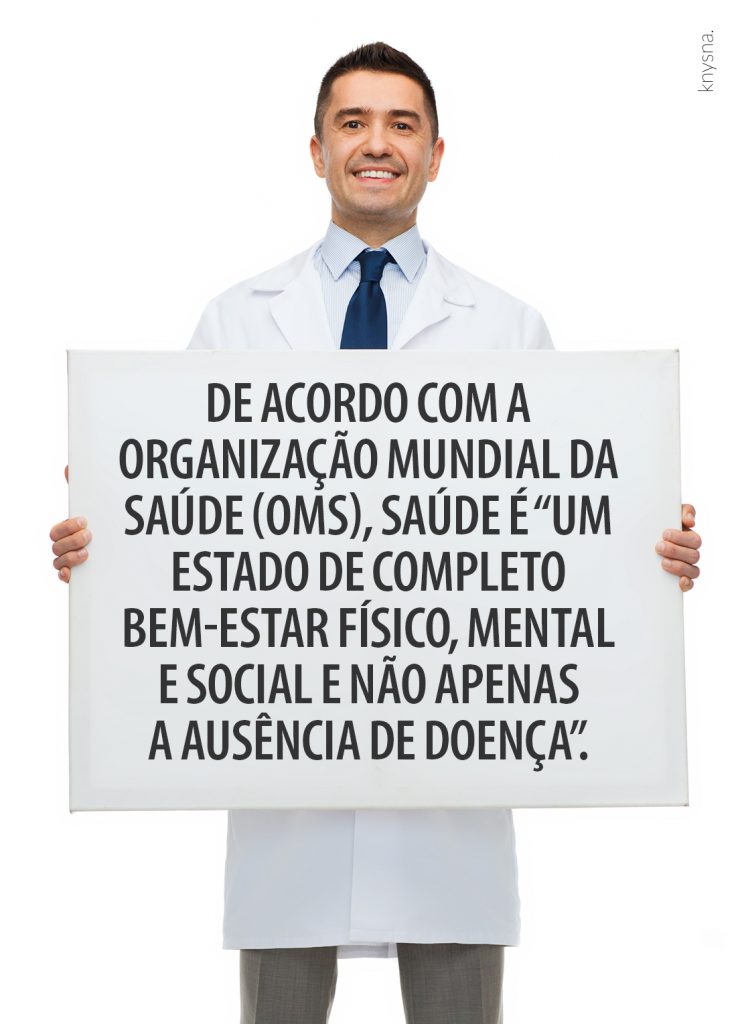 knysna.
DE ACORDO COM A
ORGANIZAÇÃO MUNDIAL DA
SAÚDE (OMS), SAÚDE É “UM
ESTADO DE COMPLETO
BEM-ESTAR FÍSICO, MENTAL
E SOCIAL E NÃO APENAS
A AUSÊNCIA DE DOENÇA”.